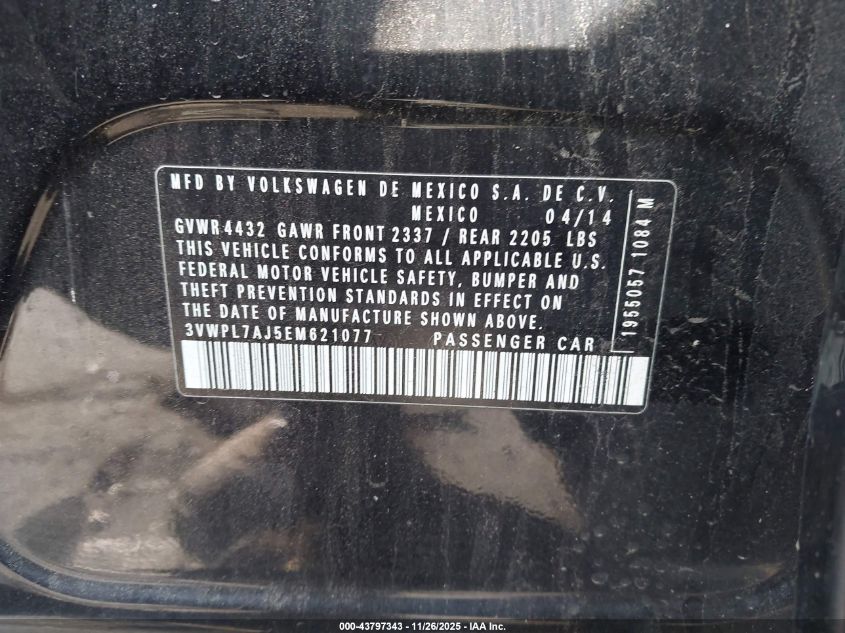 MFD BY VOLKSWAGEN DE MEXICO S.A. DE C.V.
MEXICO 04/14
GVWR 4432 GAWR FRONT 2337 / REAR 2205 LBS
THIS VEHICLE CONFORMS TO ALL APPLICABLE U.S.
FEDERAL MOTOR VEHICLE SAFETY, BUMPER AND
THEFT PREVENTION STANDARDS IN EFFECT ON
THE DATE OF MANUFACTURE SHOWN ABOVE.
3VWPL7AJ5EM621077 PASSENGER CAR
1955057 1084 M
000-43797343 - 11/26/2025 - IAA Inc.